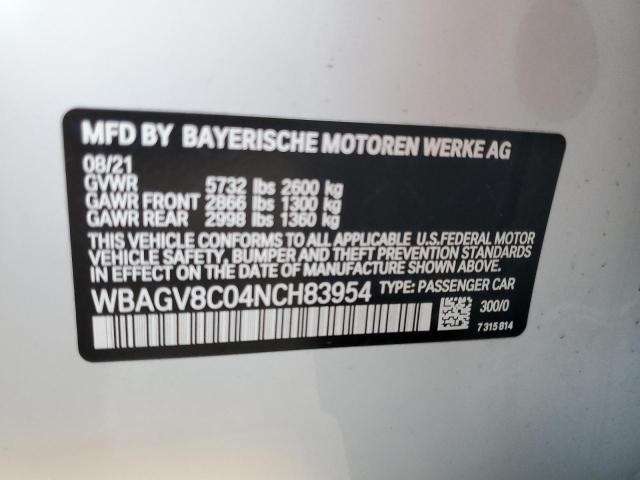 MFD BY BAYERISCHE MOTOREN WERKE AG
08/21
GVWR 5732 lbs 2600 kg
GAWR FRONT 2866 lbs 1300 kg
GAWR REAR 2998 lbs 1360 kg
THIS VEHICLE CONFORMS TO ALL APPLICABLE U.S.FEDERAL MOTOR
VEHICLE SAFETY, BUMPER AND THEFT PREVENTION STANDARDS
IN EFFECT ON THE DATE OF MANUFACTURE SHOWN ABOVE.
WBAGV8C04NCH83954 TYPE: PASSENGER CAR
300/0
7 315 814